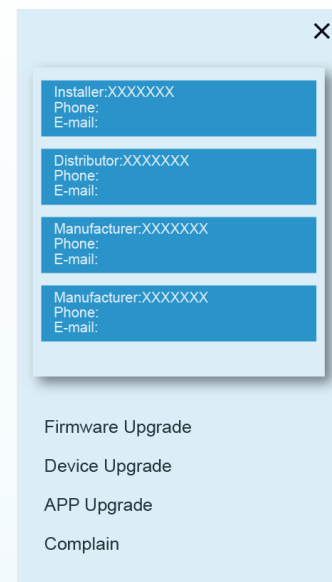 Installer:XXXXXXX
Phone:
E-mail:
Distributor:XXXXXXX
Phone:
E-mail:
Manufacturer:XXXXXXX
Phone:
E-mail:
Manufacturer:XXXXXXX
Phone:
E-mail:
Firmware Upgrade
Device Upgrade
APP Upgrade
Complain